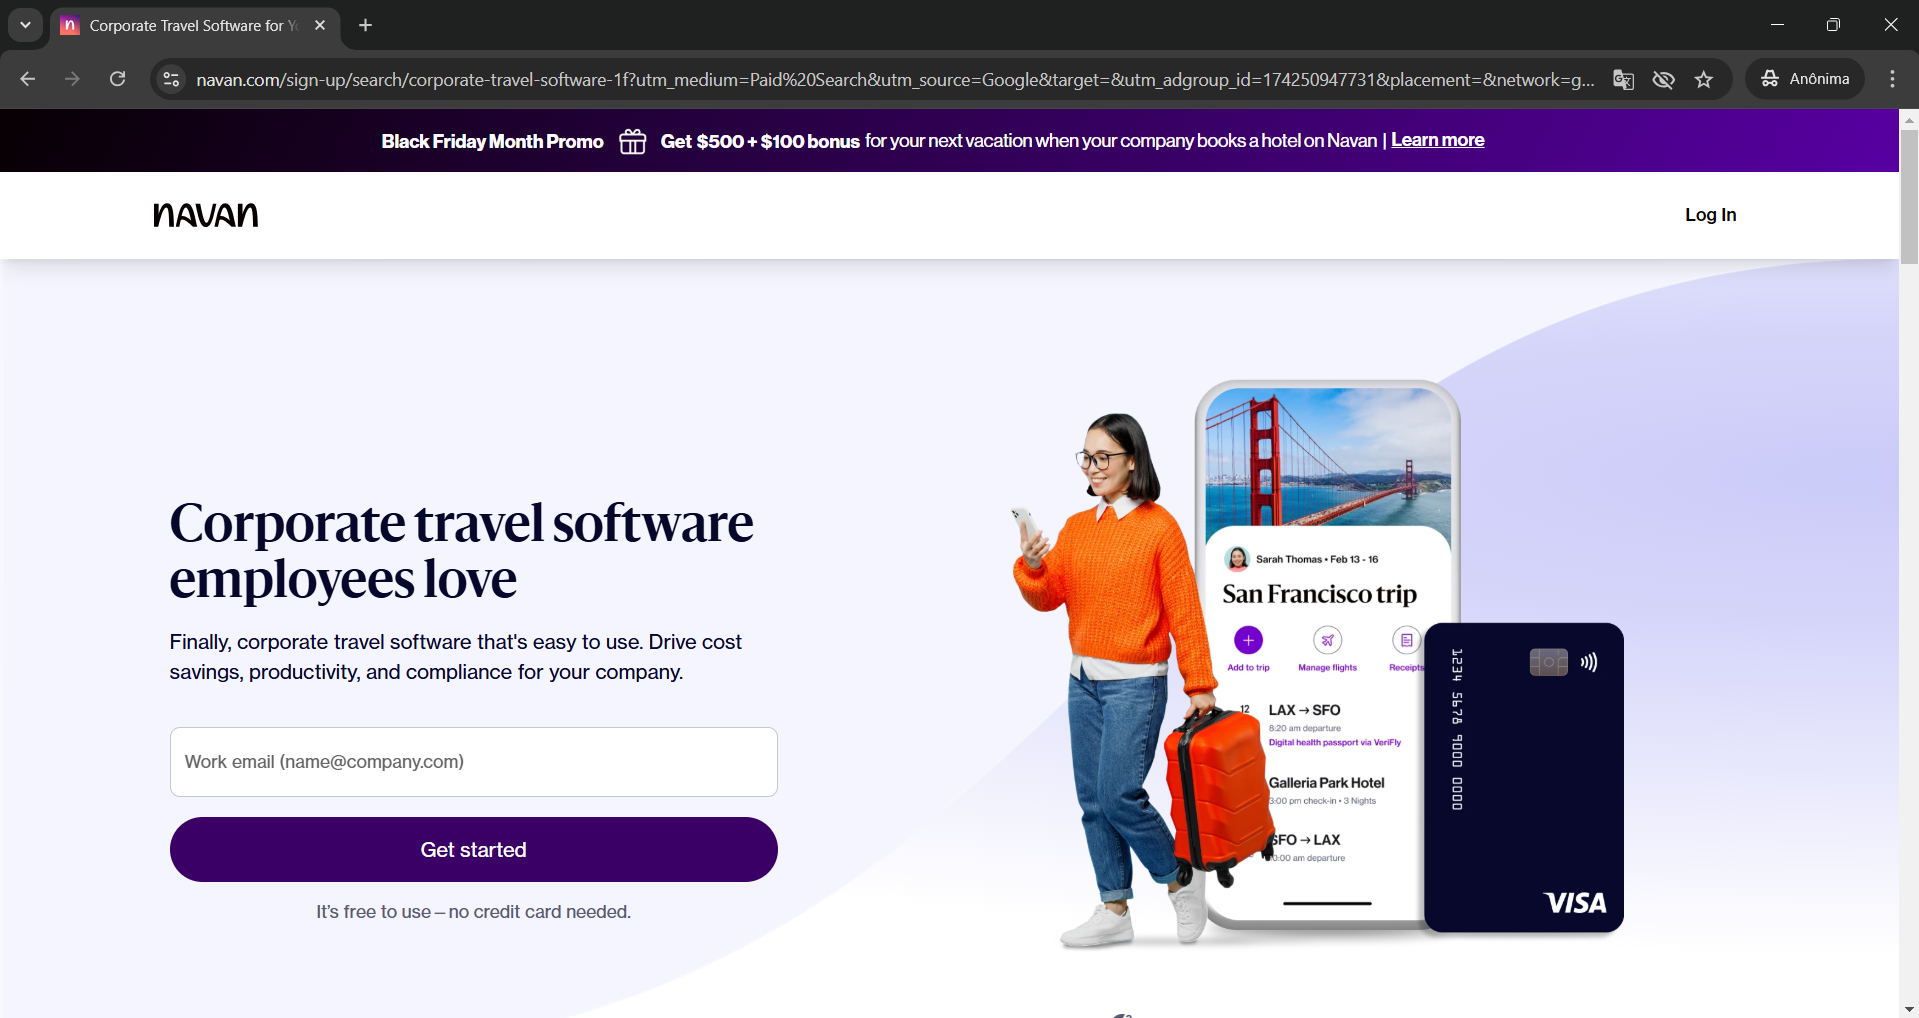 Corporate Travel Software for Y
navan.com/sign-up/search/corporate-travel-software-1f?utm_medium=Paid%20Search&utm_source=Google&target=&utm_adgroup_id=174250947731&placement=&network=g...
Anônima
Black Friday Month Promo Get $500 + $100 bonus for your next vacation when your company books a hotel on Navan | Learn more
navan
Log In
Corporate travel software
employees love
Finally, corporate travel software that's easy to use. Drive cost
savings, productivity, and compliance for your company.
Work email (name@company.com)
Get started
It's free to use – no credit card needed.
Sarah Thomas • Feb 13 - 16
San Francisco trip
Add to trip Manage flights Receipts
12 LAX → SFO
8:20 am departure
Digital health passport via VeriFly
Galleria Park Hotel
3:00 pm check-in • 3 Nights
SFO → LAX
10:00 am departure
1234 5678 9000 0000
VISA